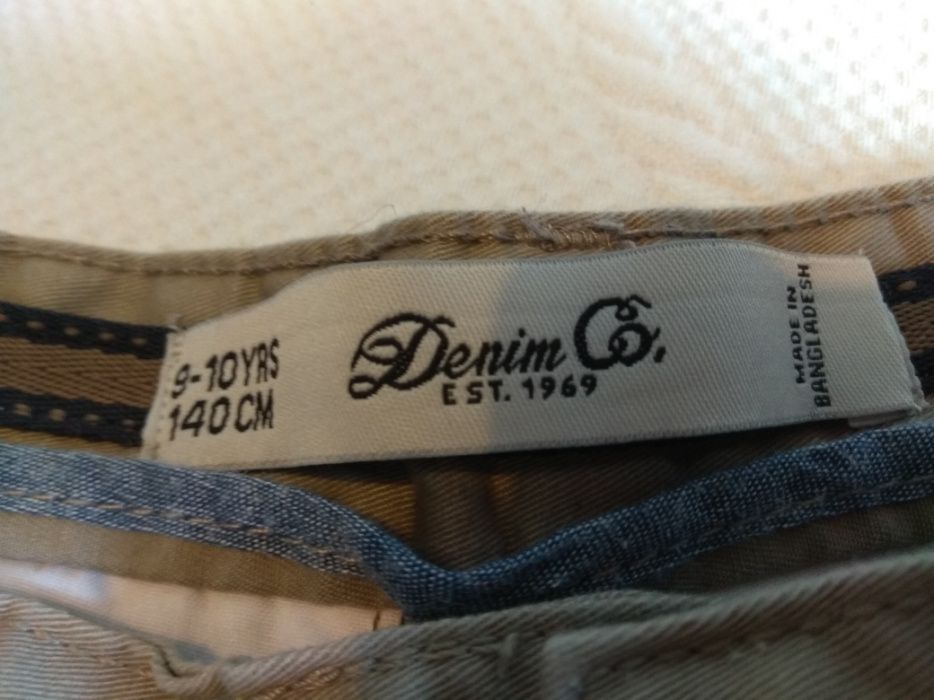 9-10YRS
140CM
Denim Co.
EST. 1969
MADE IN
BANGLADESH